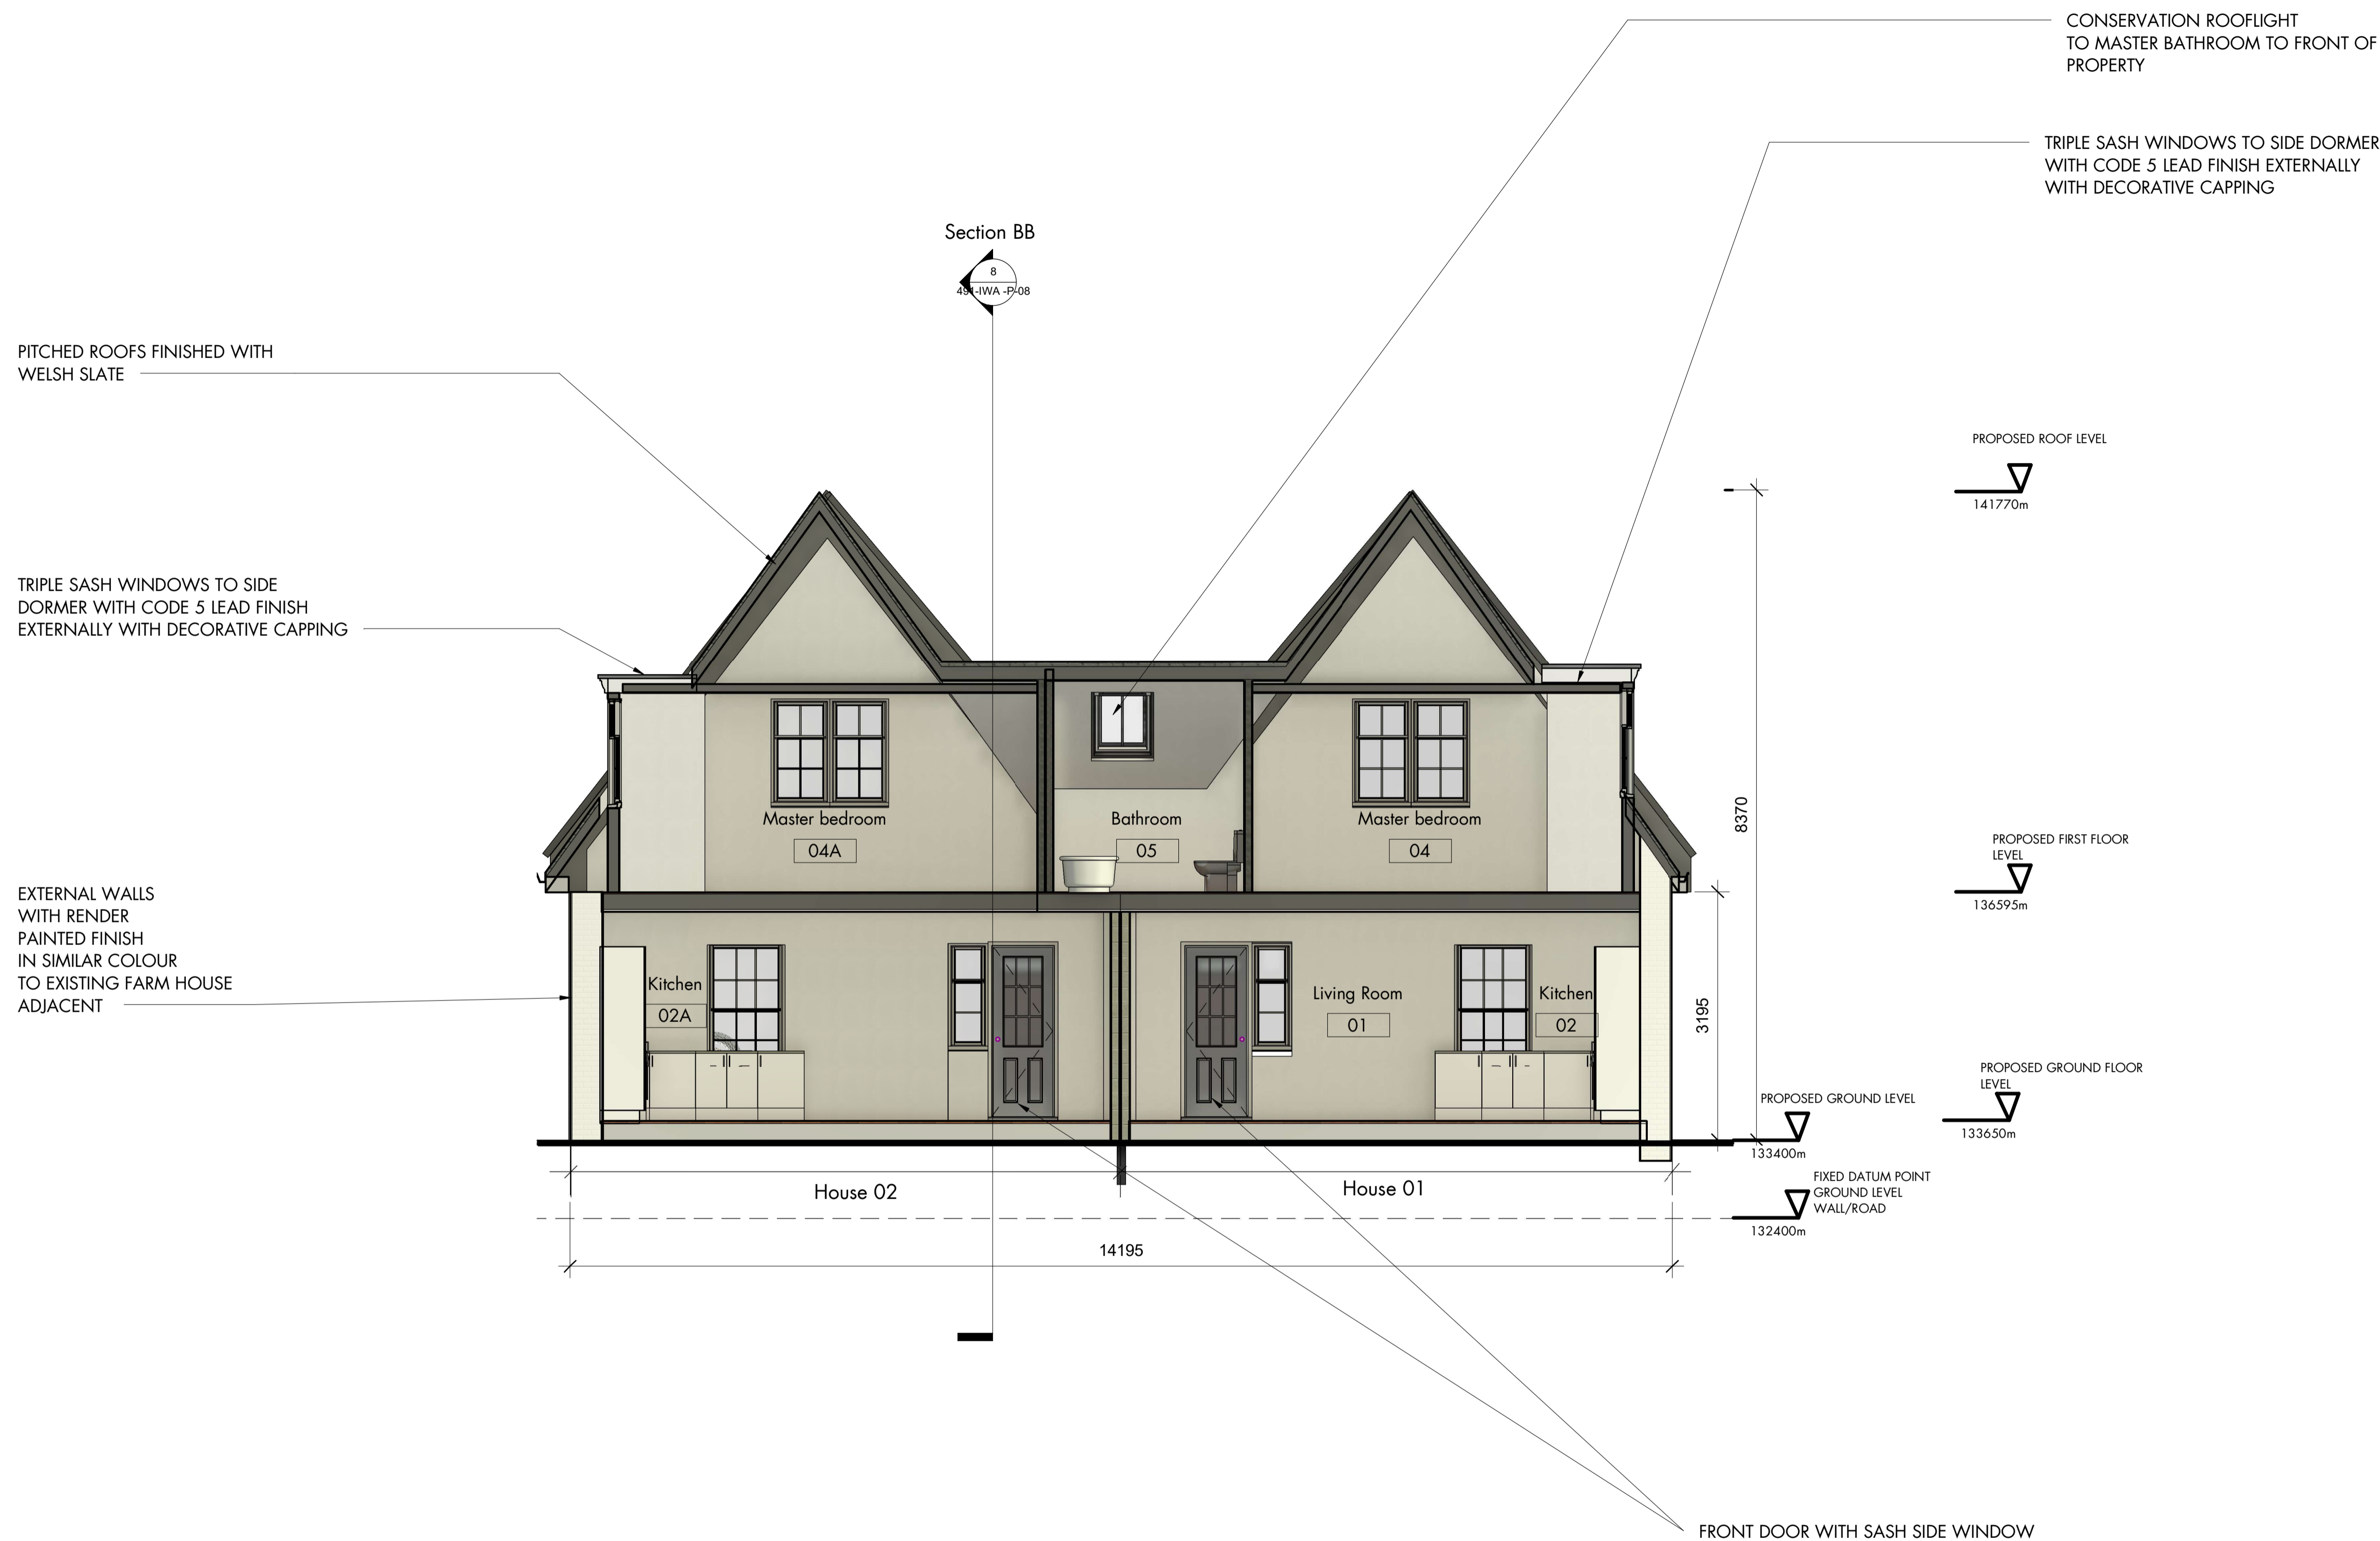 CONSERVATION ROOFLIGHT
TO MASTER BATHROOM TO FRONT OF
PROPERTY
TRIPLE SASH WINDOWS TO SIDE DORMER
WITH CODE 5 LEAD FINISH EXTERNALLY
WITH DECORATIVE CAPPING
Section BB
8
491-IWA -P-08
PITCHED ROOFS FINISHED WITH
WELSH SLATE
PROPOSED ROOF LEVEL
141770m
TRIPLE SASH WINDOWS TO SIDE
DORMER WITH CODE 5 LEAD FINISH
EXTERNALLY WITH DECORATIVE CAPPING
Master bedroom
04A
Bathroom
05
Master bedroom
04
8370
PROPOSED FIRST FLOOR
LEVEL
136595m
EXTERNAL WALLS
WITH RENDER
PAINTED FINISH
IN SIMILAR COLOUR
TO EXISTING FARM HOUSE
ADJACENT
Kitchen
02A
Living Room
01
Kitchen
02
3195
PROPOSED GROUND FLOOR
LEVEL
133650m
PROPOSED GROUND LEVEL
133400m
FIXED DATUM POINT
GROUND LEVEL
WALL/ROAD
132400m
House 02
House 01
14195
FRONT DOOR WITH SASH SIDE WINDOW